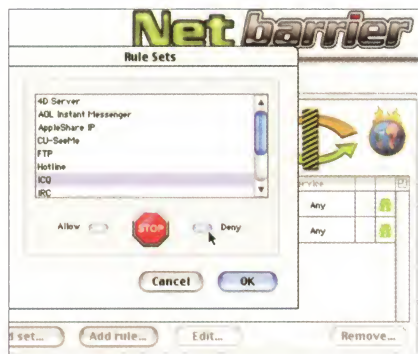 Net barrier
Rule Sets
4D Server
AOL Instant Messenger
AppleShare IP
CU-SeeMe
FTP
Hotline
ICQ
IRC
ervice
Any
Any
Allow
STOP
Deny
Cancel
OK
set...
Add rule...
Edit...
Remove...